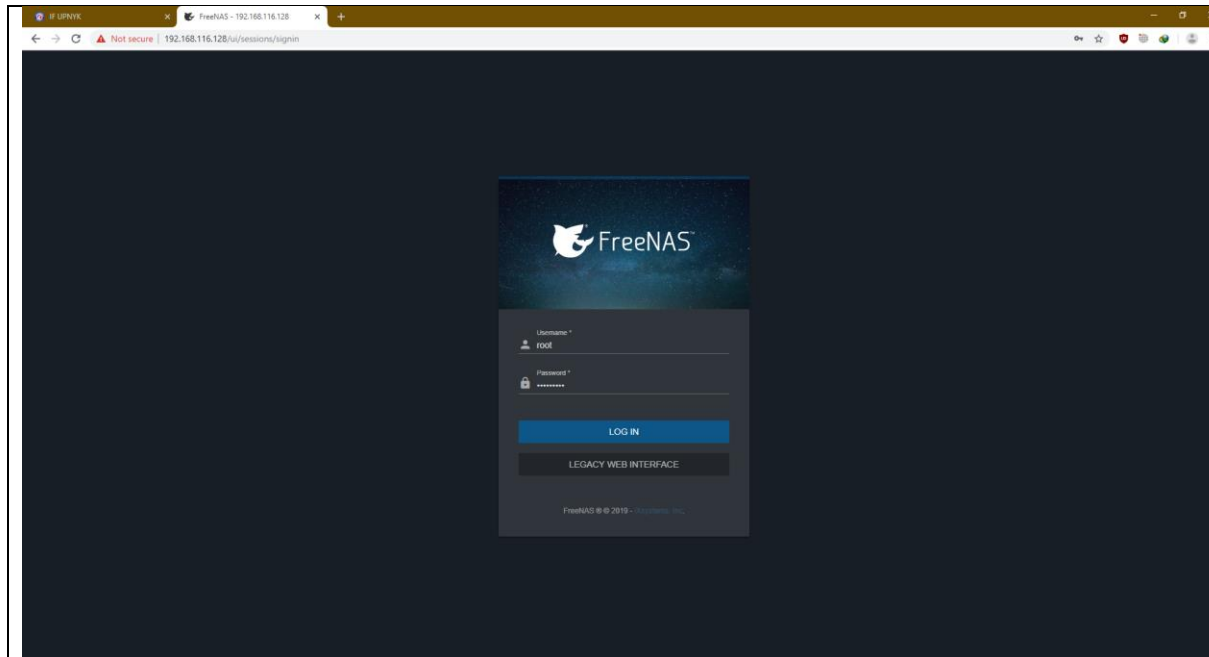 IF UPNYK
FreeNAS - 192.168.116.128
Not secure | 192.168.116.128/ui/sessions/signin
FreeNAS™
Username *
root
Password *
•••••••••
LOG IN
LEGACY WEB INTERFACE
FreeNAS ® © 2019 -